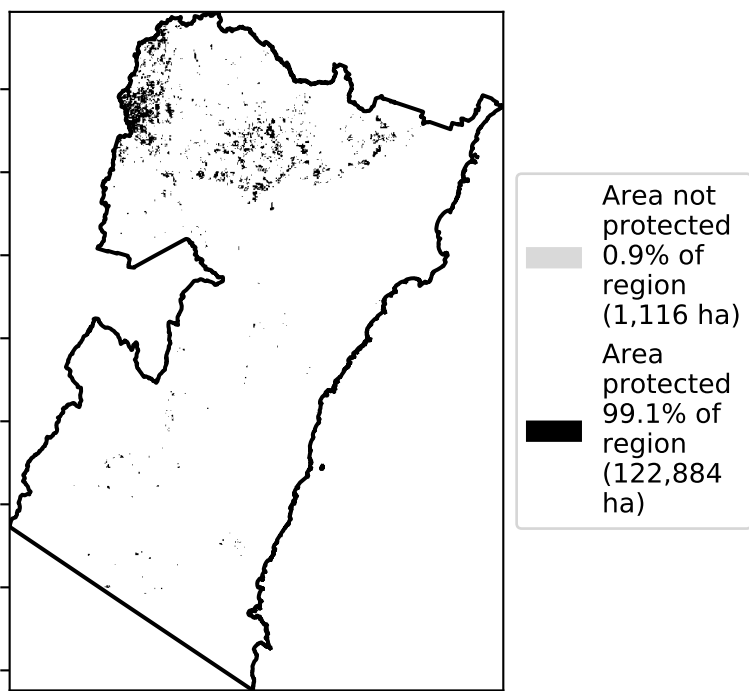 Area not
protected
0.9% of
region
(1,116 ha)
Area
protected
99.1% of
region
(122,884
ha)